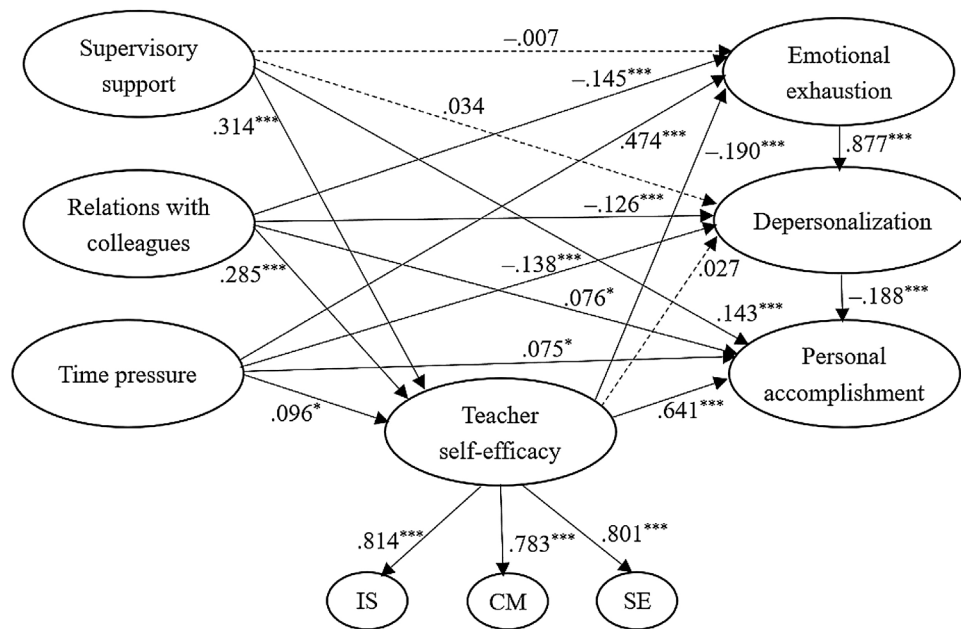 Supervisory
support
–.007
Emotional
exhaustion
–.145***
.034
.314***
.474***
–.190***
.877***
Relations with
colleagues
–.126***
Depersonalization
.285***
–.138***
.027
.076*
.143***
–.188***
Time pressure
.075*
Personal
accomplishment
.096*
Teacher
self-efficacy
.641***
.814***
.783***
.801***
IS
CM
SE